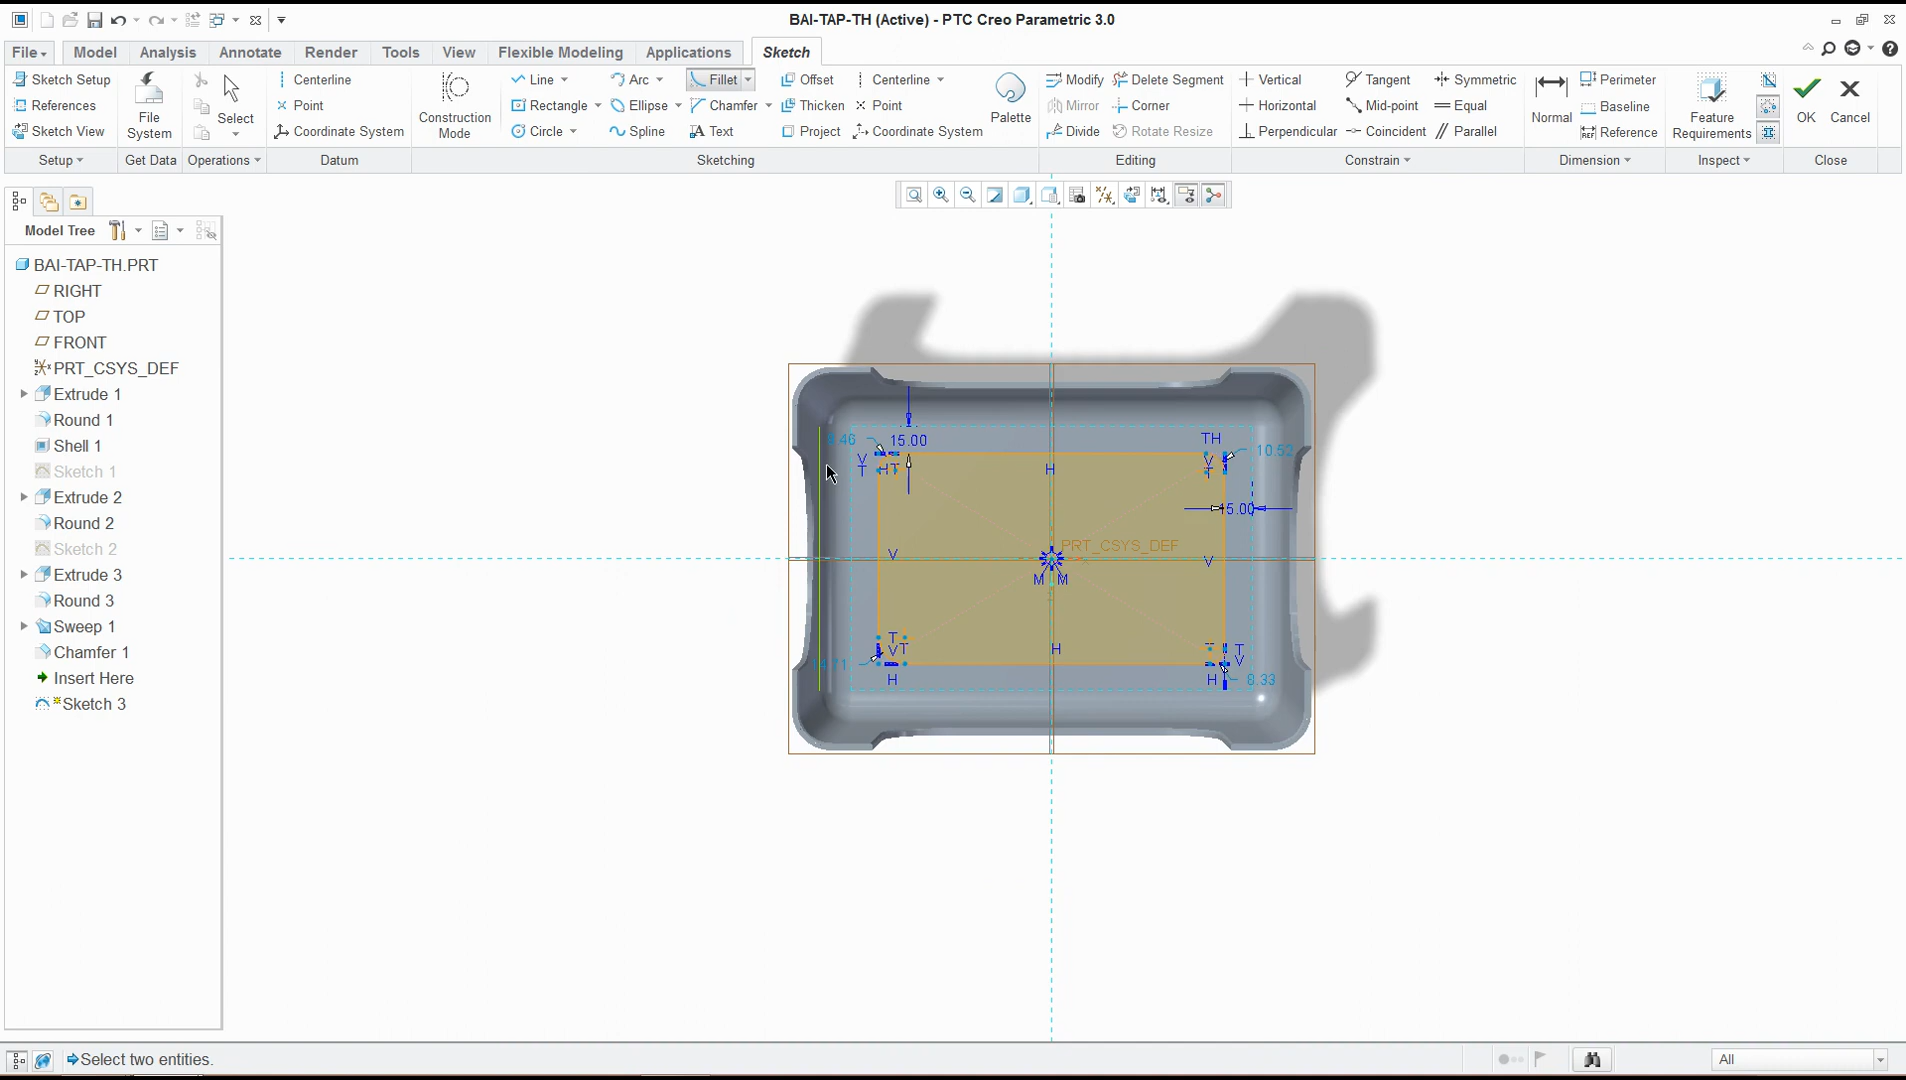 BAI-TAP-TH (Active) - PTC Creo Parametric 3.0
File
Model
Analysis
Annotate
Render
Tools
View
Flexible Modeling
Applications
Sketch
Sketch Setup
References
Sketch View
File System
Select
Centerline
Point
Coordinate System
Construction Mode
Line
Arc
Fillet
Offset
Centerline
Rectangle
Ellipse
Chamfer
Thicken
Point
Circle
Spline
Text
Project
Coordinate System
Palette
Modify
Delete Segment
Mirror
Corner
Divide
Rotate Resize
Vertical
Tangent
Symmetric
Horizontal
Mid-point
Equal
Perpendicular
Coincident
Parallel
Normal
Perimeter
Baseline
Reference
REF
Feature Requirements
OK
Cancel
Setup
Get Data
Operations
Datum
Sketching
Editing
Constrain
Dimension
Inspect
Close
Model Tree
BAI-TAP-TH.PRT
RIGHT
TOP
FRONT
PRT_CSYS_DEF
Extrude 1
Round 1
Shell 1
Sketch 1
Extrude 2
Round 2
Sketch 2
Extrude 3
Round 3
Sweep 1
Chamfer 1
Insert Here
Sketch 3
15.00
TH
10.52
V
T
HT
H
V
T
15.00
V
PRT_CSYS_DEF
V
M M
T
VT
H
T
T
V
H
H
8.33
Select two entities.
All